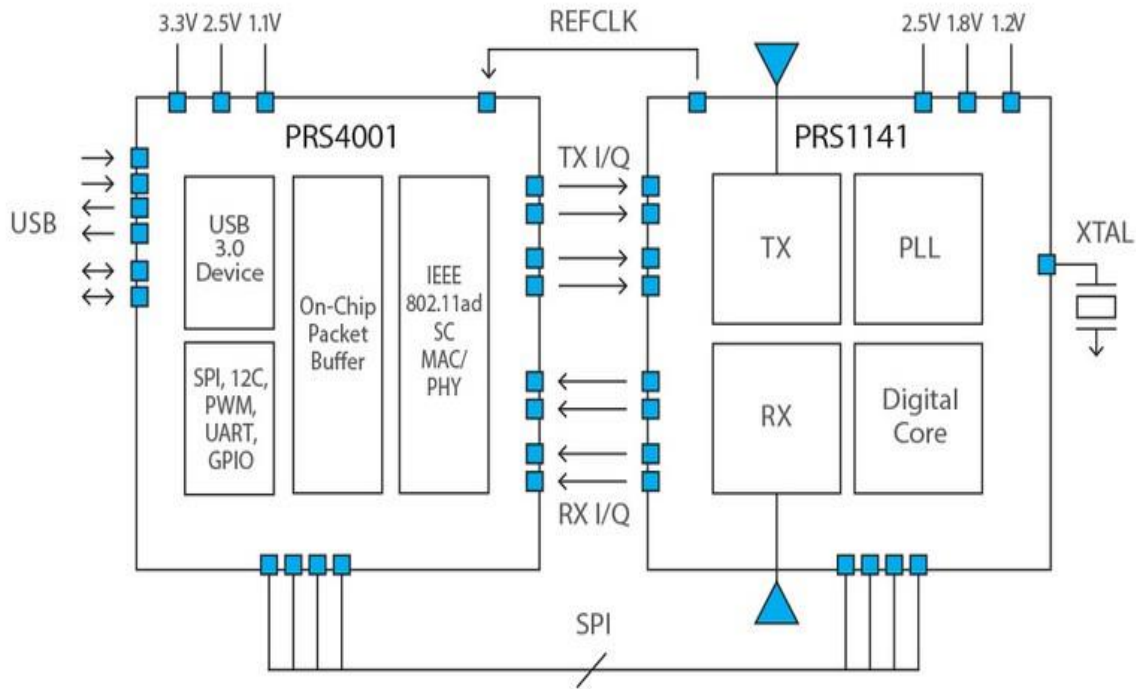 3.3V 2.5V 1.1V
REFCLK
2.5V 1.8V 1.2V
PRS4001
PRS1141
USB
USB
3.0
Device
SPI, 12C,
PWM,
UART,
GPIO
On-Chip
Packet
Buffer
IEEE
802.11ad
SC
MAC/
PHY
TX I/Q
RX I/Q
TX
PLL
RX
Digital
Core
XTAL
SPI